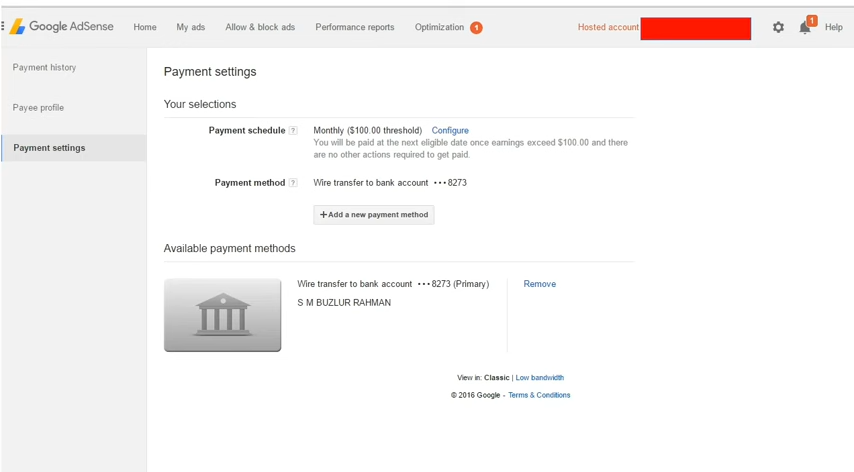 Google AdSense Home My ads Allow & block ads Performance reports Optimization 1 Hosted account 1 Help
Payment history
Payee profile
Payment settings
Payment settings
Your selections
Payment schedule ? Monthly ($100.00 threshold) Configure
You will be paid at the next eligible date once earnings exceed $100.00 and there
are no other actions required to get paid.
Payment method ? Wire transfer to bank account •••8273
+Add a new payment method
Available payment methods
Wire transfer to bank account •••8273 (Primary) Remove
S M BUZLUR RAHMAN
View in: Classic | Low bandwidth
© 2016 Google - Terms & Conditions